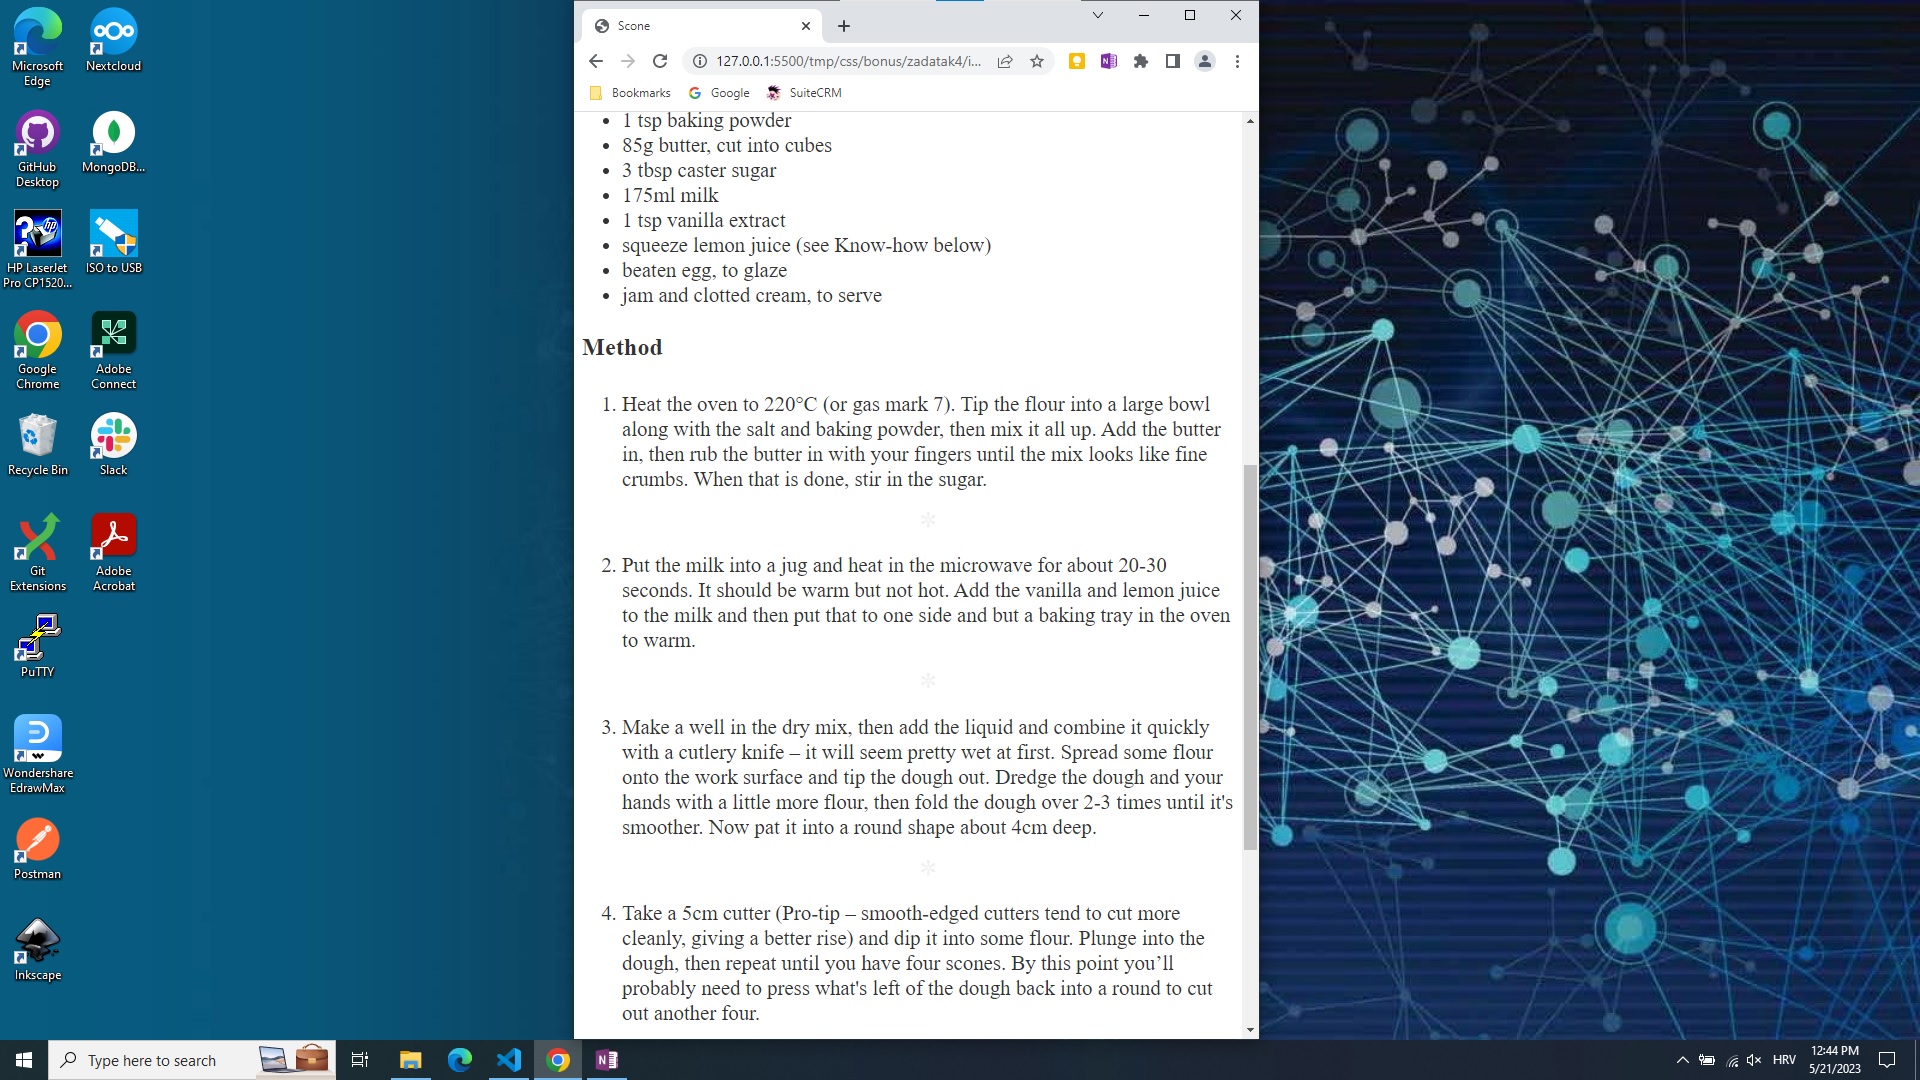 Microsoft
Edge
Nextcloud
GitHub
Desktop
MongoDB...
HP LaserJet
Pro CP1520...
ISO to USB
Google
Chrome
Adobe
Connect
Recycle Bin
Slack
Git
Extensions
Adobe
Acrobat
PuTTY
Wondershare
EdrawMax
Postman
Inkscape
Scone
127.0.0.1:5500/tmp/css/bonus/zadatak4/i...
Bookmarks
Google
SuiteCRM
• 1 tsp baking powder
• 85g butter, cut into cubes
• 3 tbsp caster sugar
• 175ml milk
• 1 tsp vanilla extract
• squeeze lemon juice (see Know-how below)
• beaten egg, to glaze
• jam and clotted cream, to serve
Method
1. Heat the oven to 220°C (or gas mark 7). Tip the flour into a large bowl
along with the salt and baking powder, then mix it all up. Add the butter
in, then rub the butter in with your fingers until the mix looks like fine
crumbs. When that is done, stir in the sugar.
*
2. Put the milk into a jug and heat in the microwave for about 20-30
seconds. It should be warm but not hot. Add the vanilla and lemon juice
to the milk and then put that to one side and but a baking tray in the oven
to warm.
*
3. Make a well in the dry mix, then add the liquid and combine it quickly
with a cutlery knife – it will seem pretty wet at first. Spread some flour
onto the work surface and tip the dough out. Dredge the dough and your
hands with a little more flour, then fold the dough over 2-3 times until it's
smoother. Now pat it into a round shape about 4cm deep.
*
4. Take a 5cm cutter (Pro-tip – smooth-edged cutters tend to cut more
cleanly, giving a better rise) and dip it into some flour. Plunge into the
dough, then repeat until you have four scones. By this point you’ll
probably need to press what's left of the dough back into a round to cut
out another four.
Type here to search
HRV
12:44 PM
5/21/2023